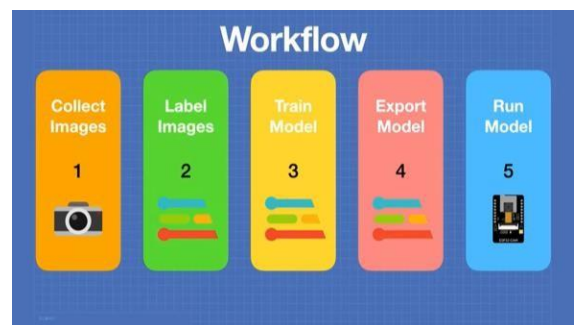 Workflow
Collect
Images
1
Label
Images
2
Train
Model
3
Export
Model
4
Run
Model
5